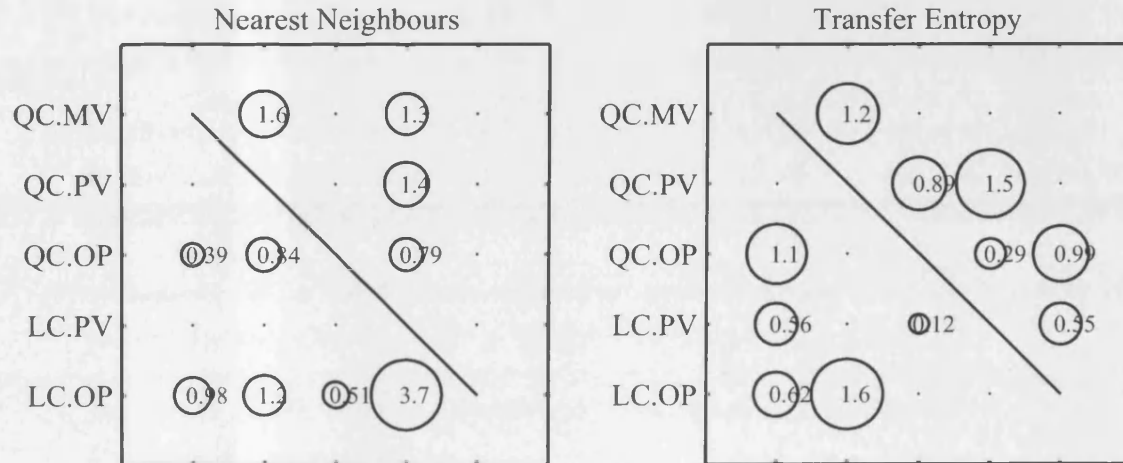 Nearest Neighbours
Transfer Entropy
QC.MV
1.6
1.3
QC.PV
1.4
QC.OP
0.39
0.84
0.79
LC.PV
LC.OP
0.98
0.51
3.7
QC.MV
1.2
QC.PV
0.89
1.5
QC.OP
1.1
0.29
0.99
LC.PV
0.56
0.12
0.55
LC.OP
0.62
1.6